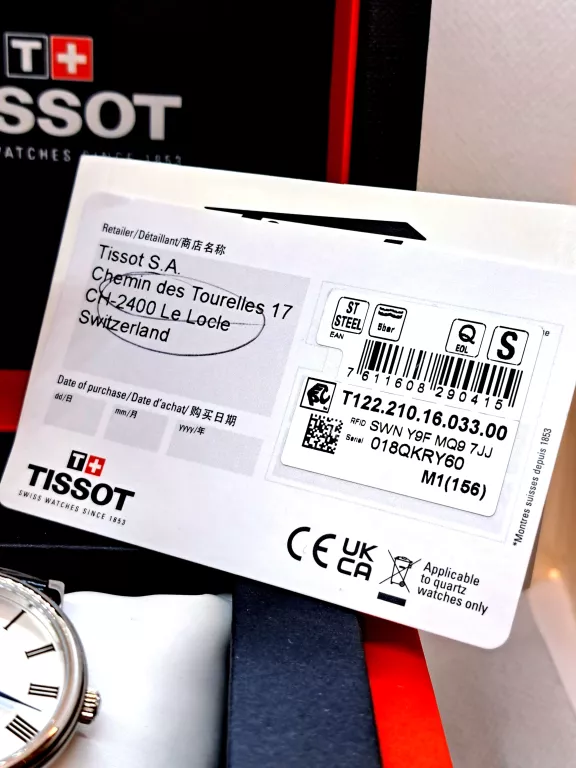 T+
ISSOT
WATCHES SINCE 1853
Retailer/Détaillant/商店名称
Tissot S.A.
Chemin des Tourelles 17
CH-2400 Le Locle
Switzerland
Date of purchase/Date d'achat/购买日期
dd/日
mm/月
yyyy/年
T+
TISSOT
SWISS WATCHES SINCE 1853
ST
STEEL
5bar
Q
EOL
S
EAN
7 611608 290415
T122.210.16.033.00
RFID SWN Y9F MQ9 7JJ
Serial 018QKRY60
M1(156)
*Montres suisses depuis 1853
CE
UK
CA
Applicable
to quartz
watches only